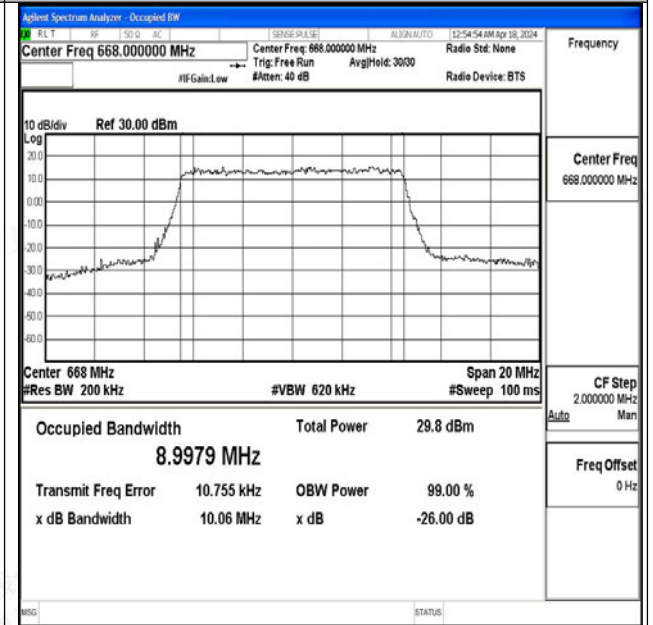 Agilent Spectrum Analyzer - Occupied BW
RL T RF 50 Ω AC SENSE:PULSE ALIGN AUTO 12:54:54 AM Apr 18, 2024
Center Freq 668.000000 MHz
Center Freq: 668.000000 MHz
Radio Std: None
Trig: Free Run Avg|Hold: 30/30
#IFGain:Low #Atten: 40 dB Radio Device: BTS
10 dB/div Ref 30.00 dBm
Log
20.0
10.0
0.00
-10.0
-20.0
-30.0
-40.0
-50.0
-60.0
Center 668 MHz Span 20 MHz
#Res BW 200 kHz #VBW 620 kHz #Sweep 100 ms
Occupied Bandwidth Total Power 29.8 dBm
8.9979 MHz
Transmit Freq Error 10.755 kHz OBW Power 99.00 %
x dB Bandwidth 10.06 MHz x dB -26.00 dB
MSG STATUS
Frequency
Center Freq
668.000000 MHz
CF Step
2.000000 MHz
Auto Man
Freq Offset
0 Hz